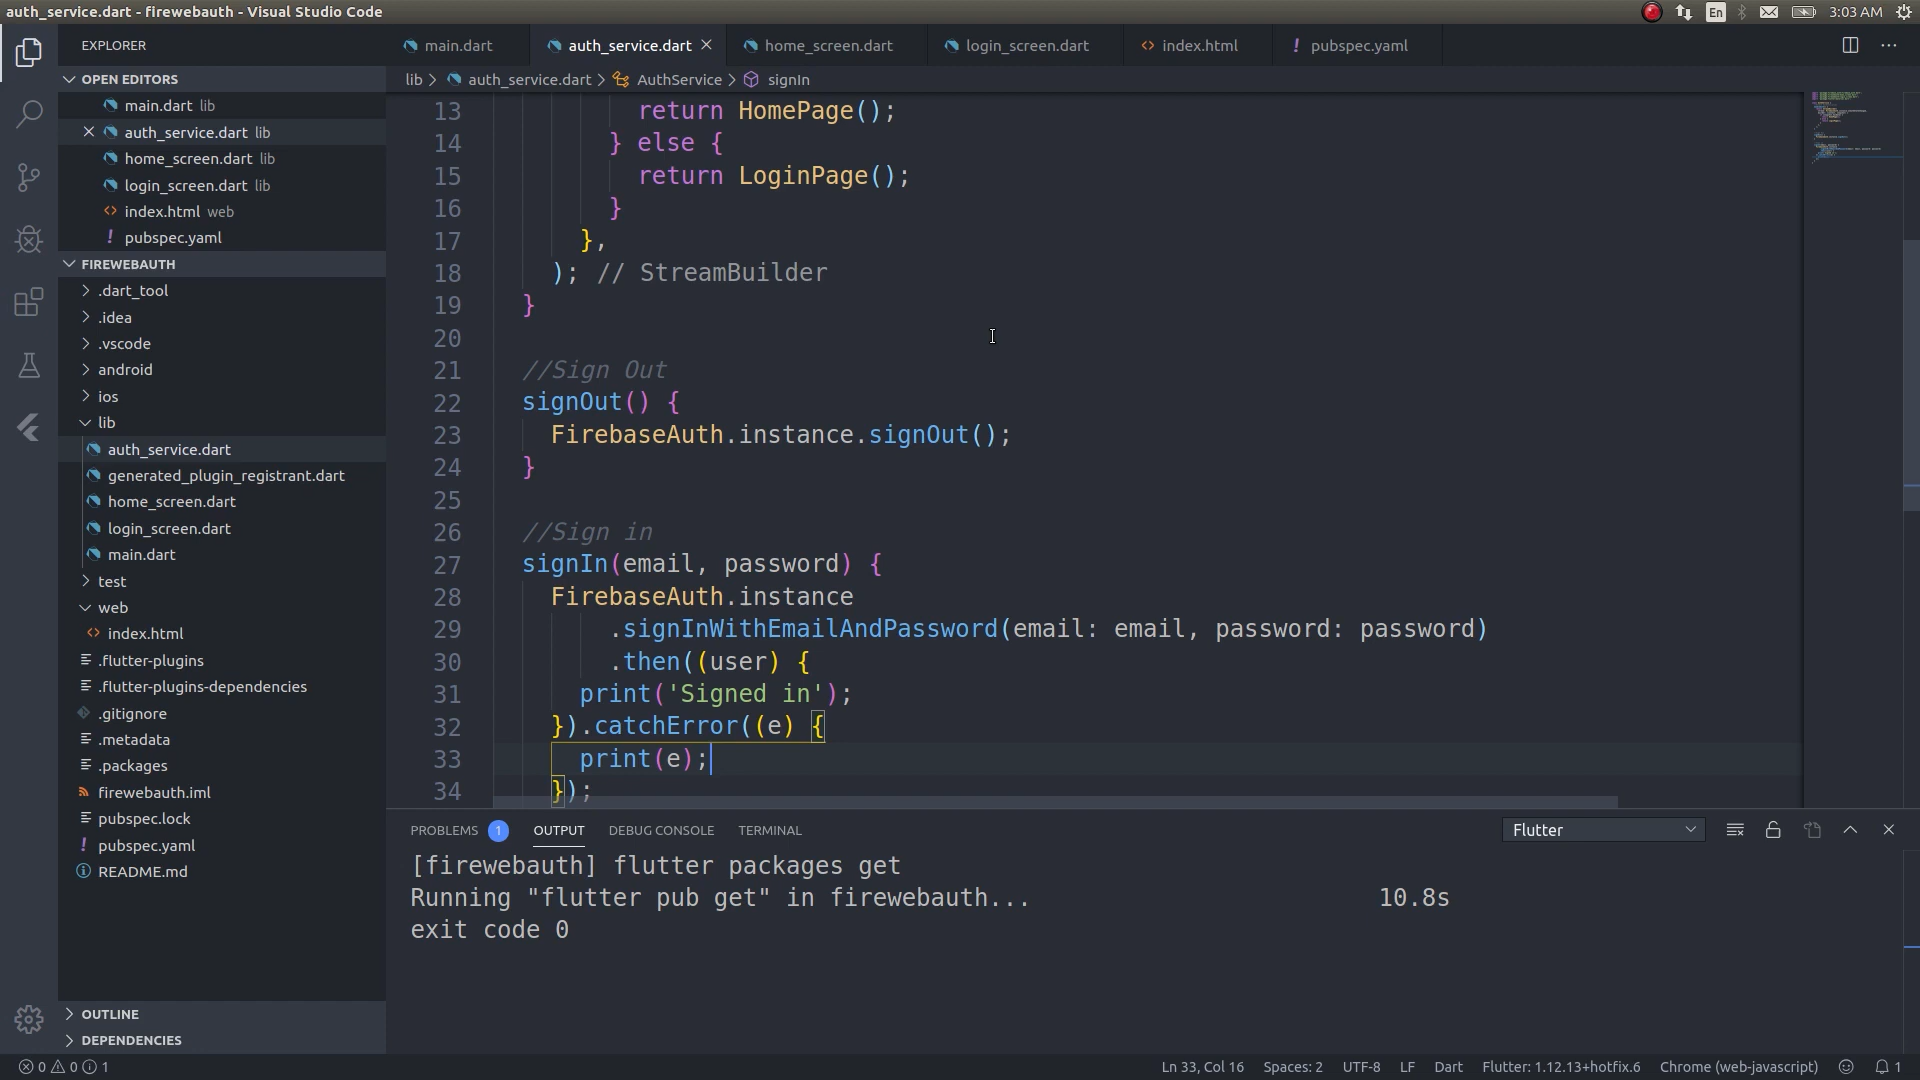 auth_service.dart - firewebauth - Visual Studio Code
En
3:03 AM
EXPLORER
main.dart
auth_service.dart
home_screen.dart
login_screen.dart
<> index.html
! pubspec.yaml
OPEN EDITORS
main.dart lib
auth_service.dart lib
home_screen.dart lib
login_screen.dart lib
<> index.html web
! pubspec.yaml
FIREWEBAUTH
.dart_tool
.idea
.vscode
android
ios
lib
auth_service.dart
generated_plugin_registrant.dart
home_screen.dart
login_screen.dart
main.dart
test
web
<> index.html
.flutter-plugins
.flutter-plugins-dependencies
.gitignore
.metadata
.packages
firewebauth.iml
pubspec.lock
! pubspec.yaml
README.md
OUTLINE
DEPENDENCIES
lib > auth_service.dart > AuthService > signIn
13 return HomePage();
14 } else {
15 return LoginPage();
16 }
17 },
18 ); // StreamBuilder
19 }
20
21 //Sign Out
22 signOut() {
23 FirebaseAuth.instance.signOut();
24 }
25
26 //Sign in
27 signIn(email, password) {
28 FirebaseAuth.instance
29 .signInWithEmailAndPassword(email: email, password: password)
30 .then((user) {
31 print('Signed in');
32 }).catchError((e) {
33 print(e);
34 });
PROBLEMS 1 OUTPUT DEBUG CONSOLE TERMINAL
Flutter
[firewebauth] flutter packages get
Running "flutter pub get" in firewebauth... 10.8s
exit code 0
0 0 1
Ln 33, Col 16 Spaces: 2 UTF-8 LF Dart Flutter: 1.12.13+hotfix.6 Chrome (web-javascript) 1